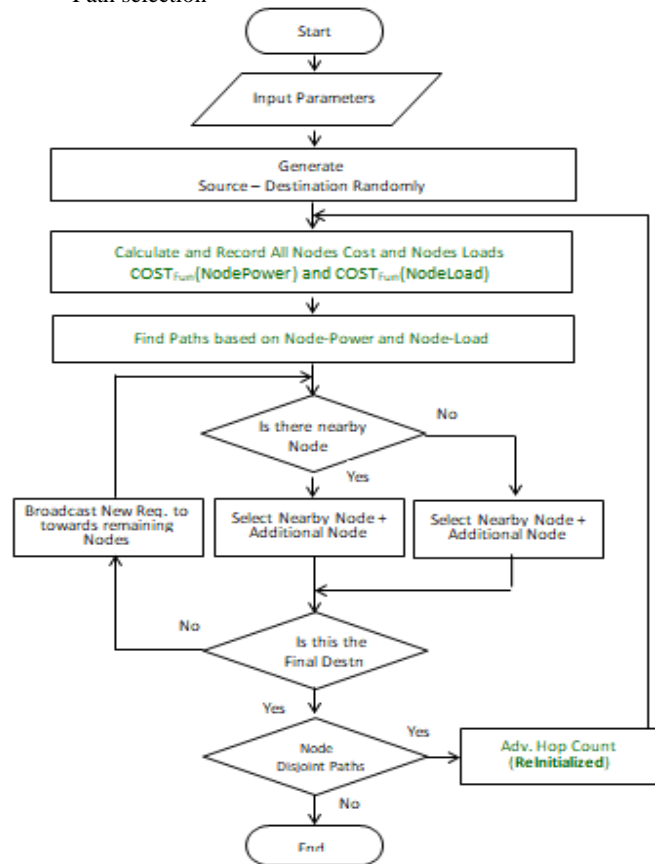 Path selection
Start
Input Parameters
Generate
Source – Destination Randomly
Calculate and Record All Nodes Cost and Nodes Loads
COSTFun(NodePower) and COSTFun(NodeLoad)
Find Paths based on Node-Power and Node-Load
Is there nearby
Node
No
Yes
Broadcast New Req. to
towards remaining
Nodes
Select Nearby Node +
Additional Node
Select Nearby Node +
Additional Node
No
Is this the
Final Destn
Yes
Node
Disjoint Paths
Yes
Adv. Hop Count
(ReInitialized)
No
End